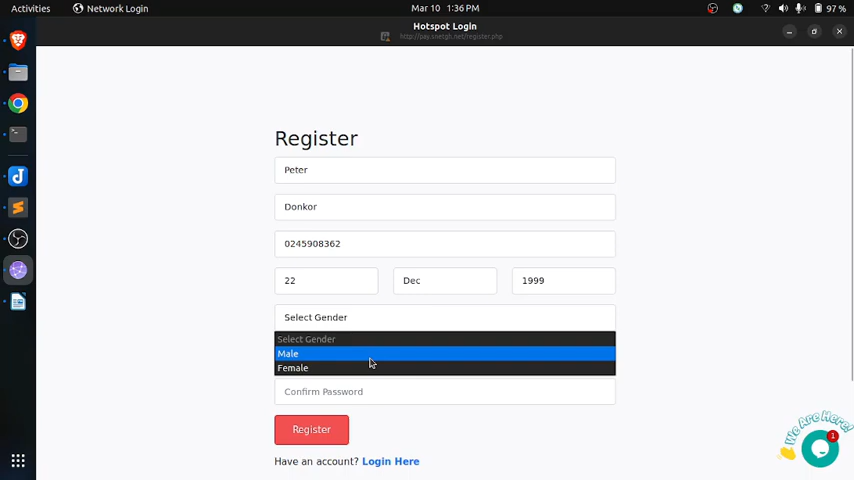 Activities
Network Login
Mar 10 1:36 PM
97 %
Hotspot Login
http://pay.snetgh.net/register.php
Register
Peter
Donkor
0245908362
22 Dec 1999
Select Gender
Select Gender
Male
Female
Confirm Password
Register
Have an account? Login Here
We Are Here!
1